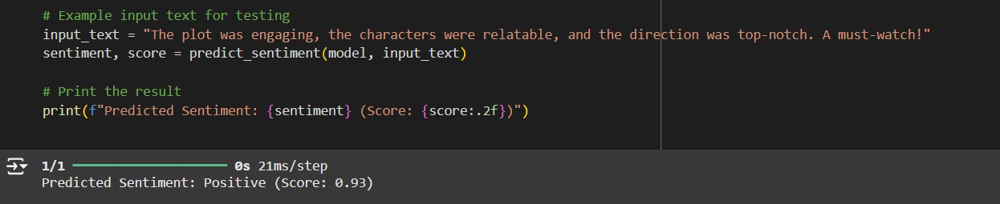 # Example input text for testing
input_text = "The plot was engaging, the characters were relatable, and the direction was top-notch. A must-watch!"
sentiment, score = predict_sentiment(model, input_text)
# Print the result
print(f"Predicted Sentiment: {sentiment} (Score: {score:.2f})")
1/1 0s 21ms/step
Predicted Sentiment: Positive (Score: 0.93)